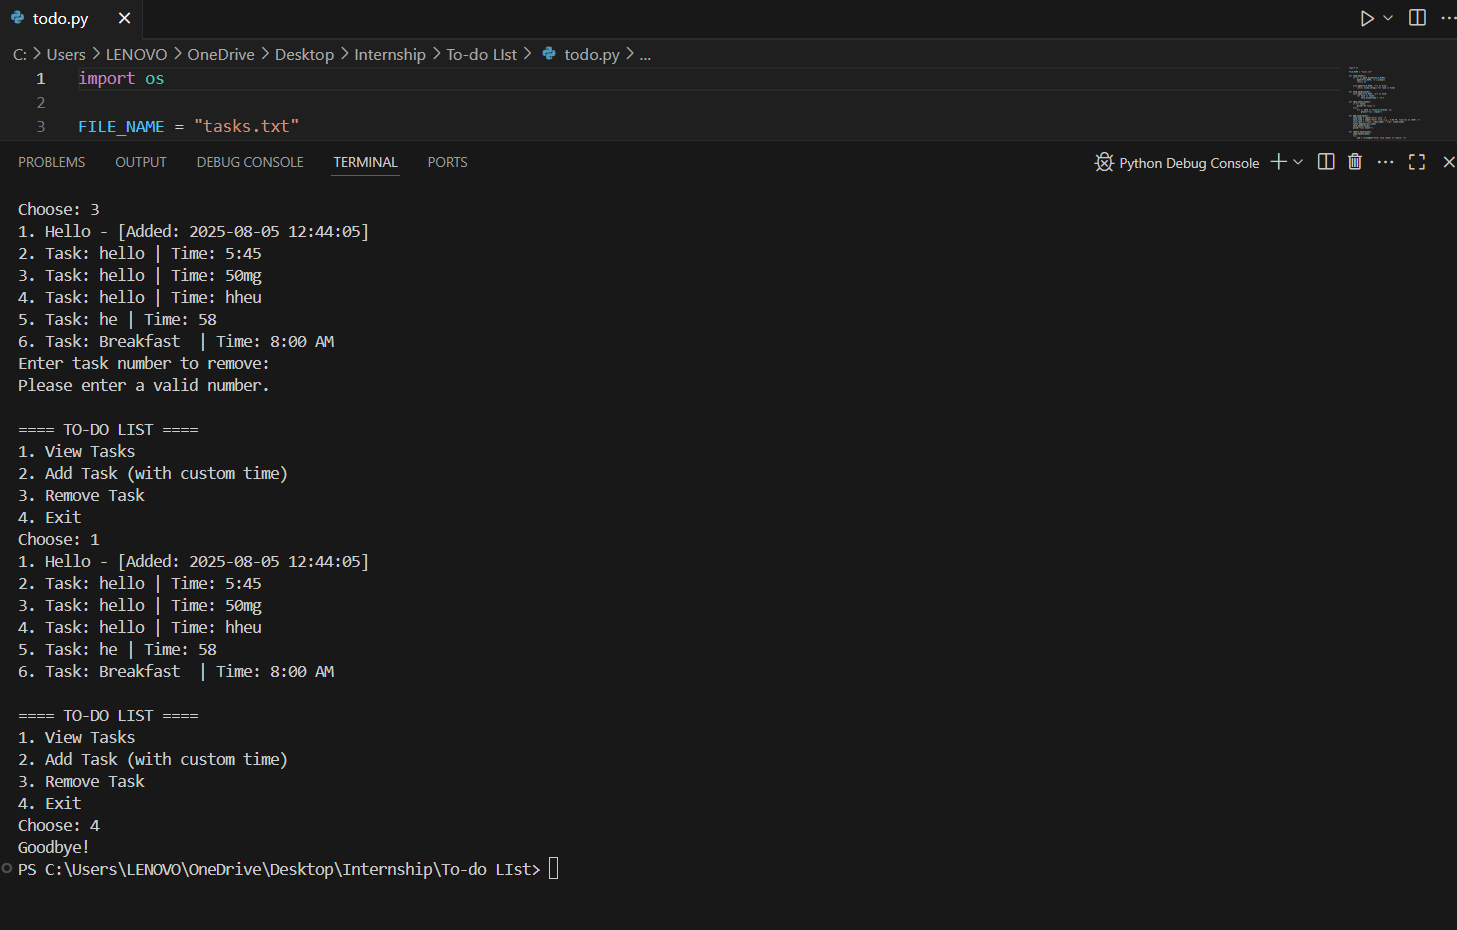 todo.py
C: > Users > LENOVO > OneDrive > Desktop > Internship > To-do LIst > todo.py > ...
1 import os
2
3 FILE_NAME = "tasks.txt"
PROBLEMS OUTPUT DEBUG CONSOLE TERMINAL PORTS Python Debug Console
Choose: 3
1. Hello - [Added: 2025-08-05 12:44:05]
2. Task: hello | Time: 5:45
3. Task: hello | Time: 50mg
4. Task: hello | Time: hheu
5. Task: he | Time: 58
6. Task: Breakfast  | Time: 8:00 AM
Enter task number to remove:
Please enter a valid number.
==== TO-DO LIST ====
1. View Tasks
2. Add Task (with custom time)
3. Remove Task
4. Exit
Choose: 1
1. Hello - [Added: 2025-08-05 12:44:05]
2. Task: hello | Time: 5:45
3. Task: hello | Time: 50mg
4. Task: hello | Time: hheu
5. Task: he | Time: 58
6. Task: Breakfast  | Time: 8:00 AM
==== TO-DO LIST ====
1. View Tasks
2. Add Task (with custom time)
3. Remove Task
4. Exit
Choose: 4
Goodbye!
PS C:\Users\LENOVO\OneDrive\Desktop\Internship\To-do LIst>